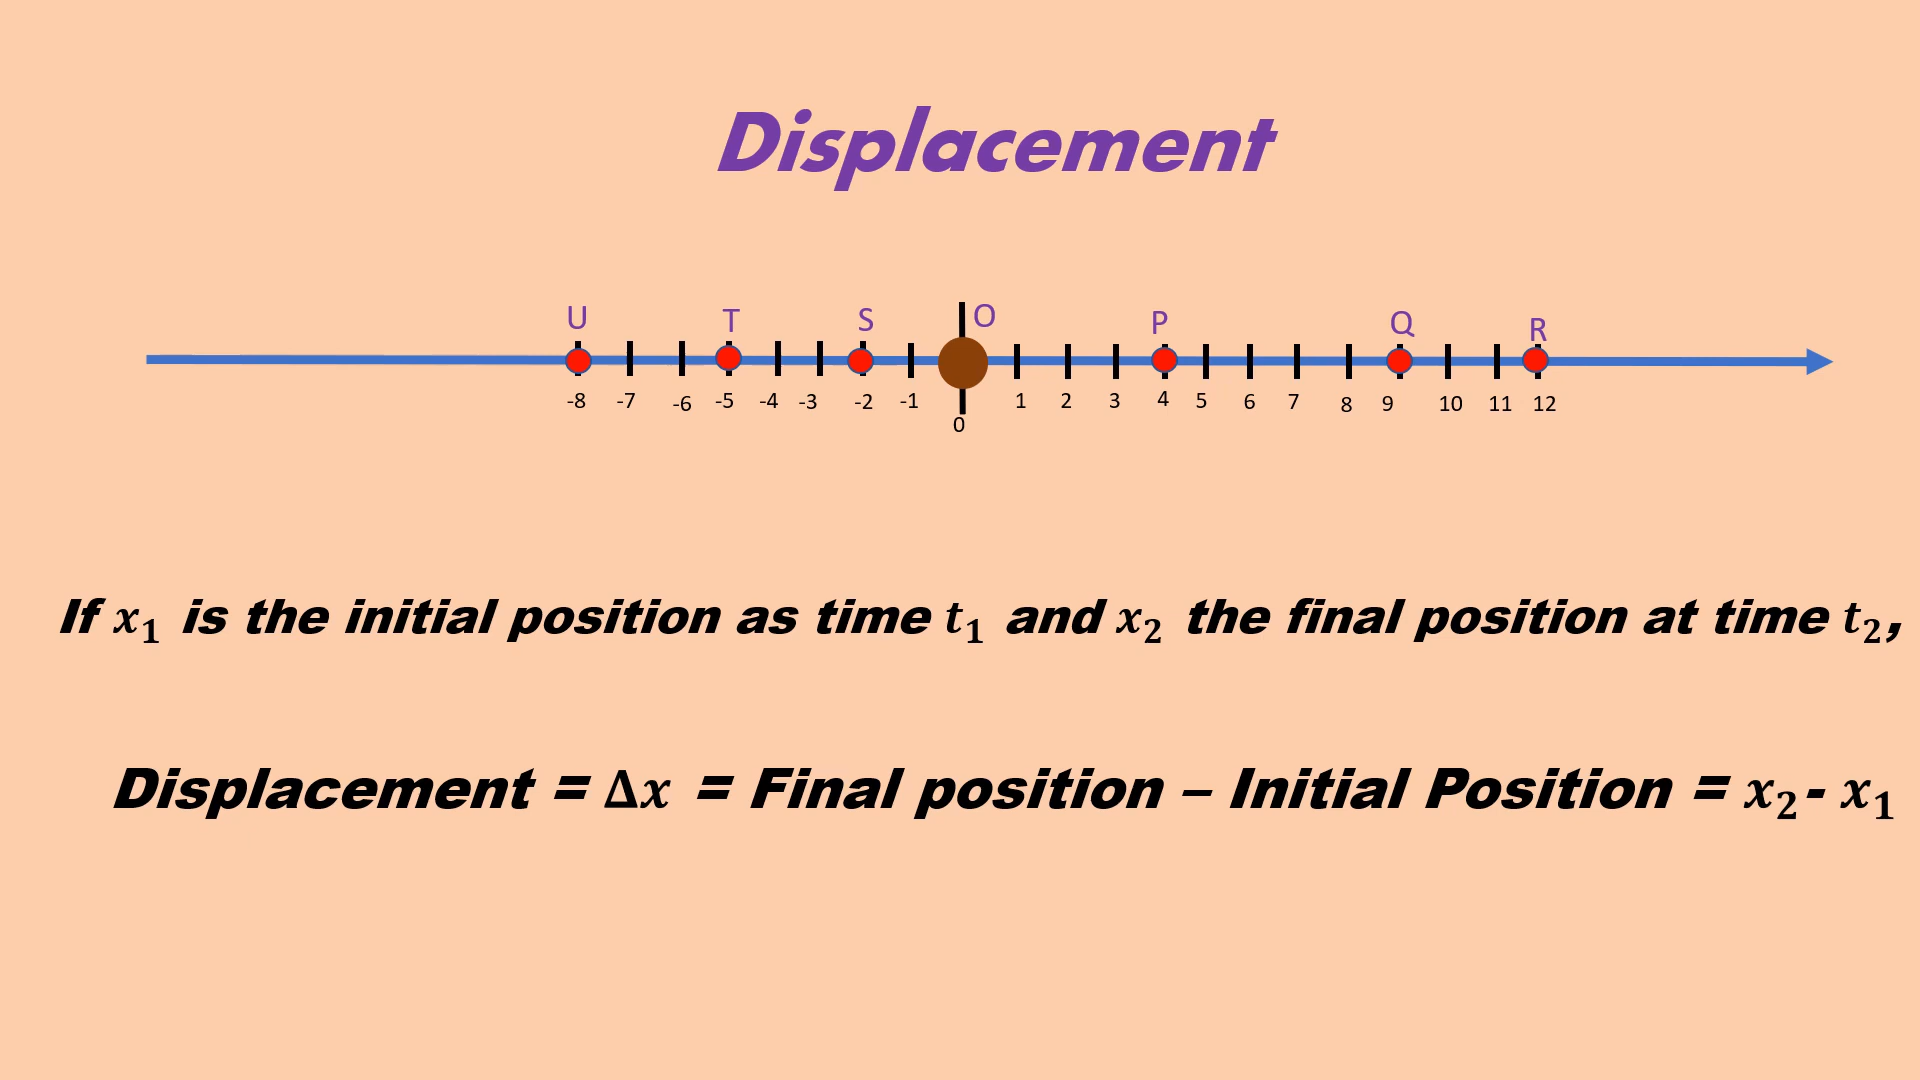 Displacement
U T S O P Q R
-8 -7 -6 -5 -4 -3 -2 -1 0 1 2 3 4 5 6 7 8 9 10 11 12
If x₁ is the initial position as time t₁ and x₂ the final position at time t₂,
Displacement = Δx = Final position – Initial Position = x₂- x₁